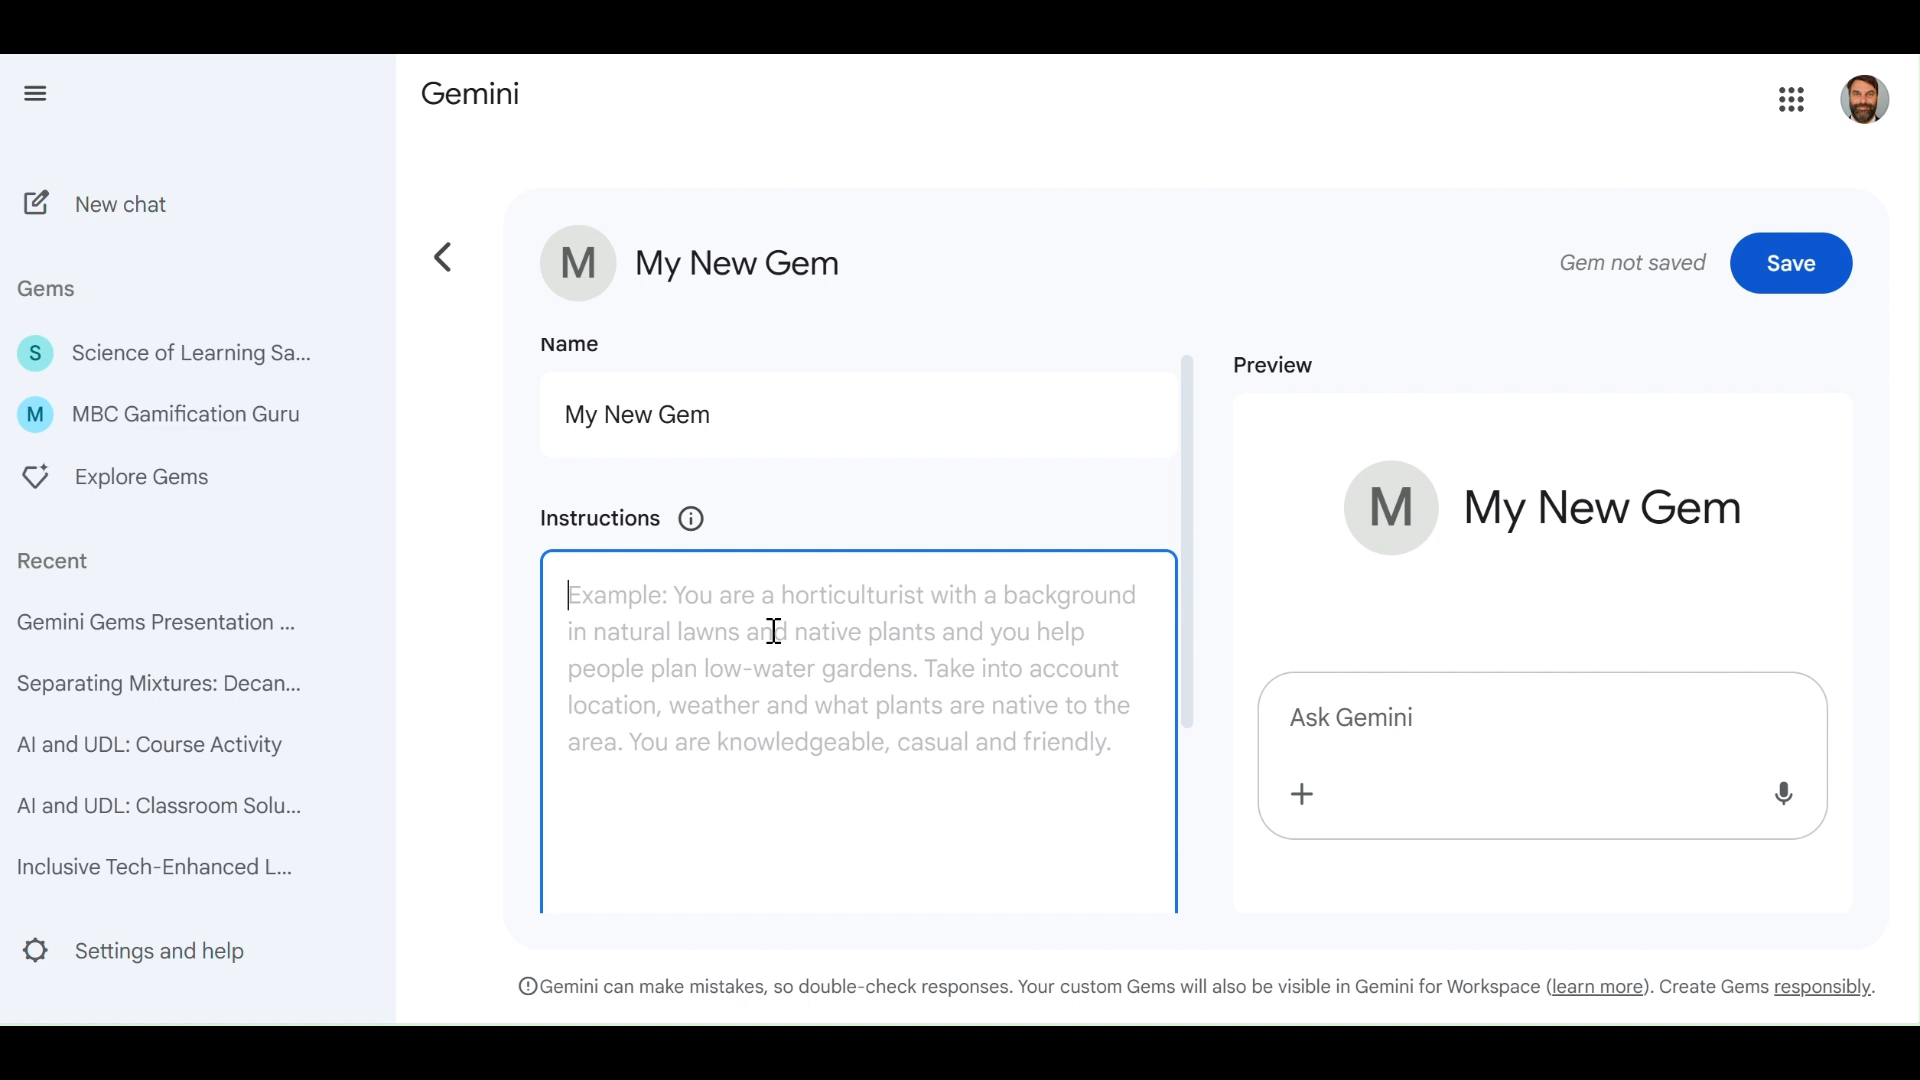 Gemini
New chat
Gems
S Science of Learning Sa...
M MBC Gamification Guru
Explore Gems
Recent
Gemini Gems Presentation ...
Separating Mixtures: Decan...
AI and UDL: Course Activity
AI and UDL: Classroom Solu...
Inclusive Tech-Enhanced L...
Settings and help
M My New Gem
Gem not saved
Save
Name
My New Gem
Instructions
Example: You are a horticulturist with a background
in natural lawns and native plants and you help
people plan low-water gardens. Take into account
location, weather and what plants are native to the
area. You are knowledgeable, casual and friendly.
Preview
M My New Gem
Ask Gemini
Gemini can make mistakes, so double-check responses. Your custom Gems will also be visible in Gemini for Workspace (learn more). Create Gems responsibly.